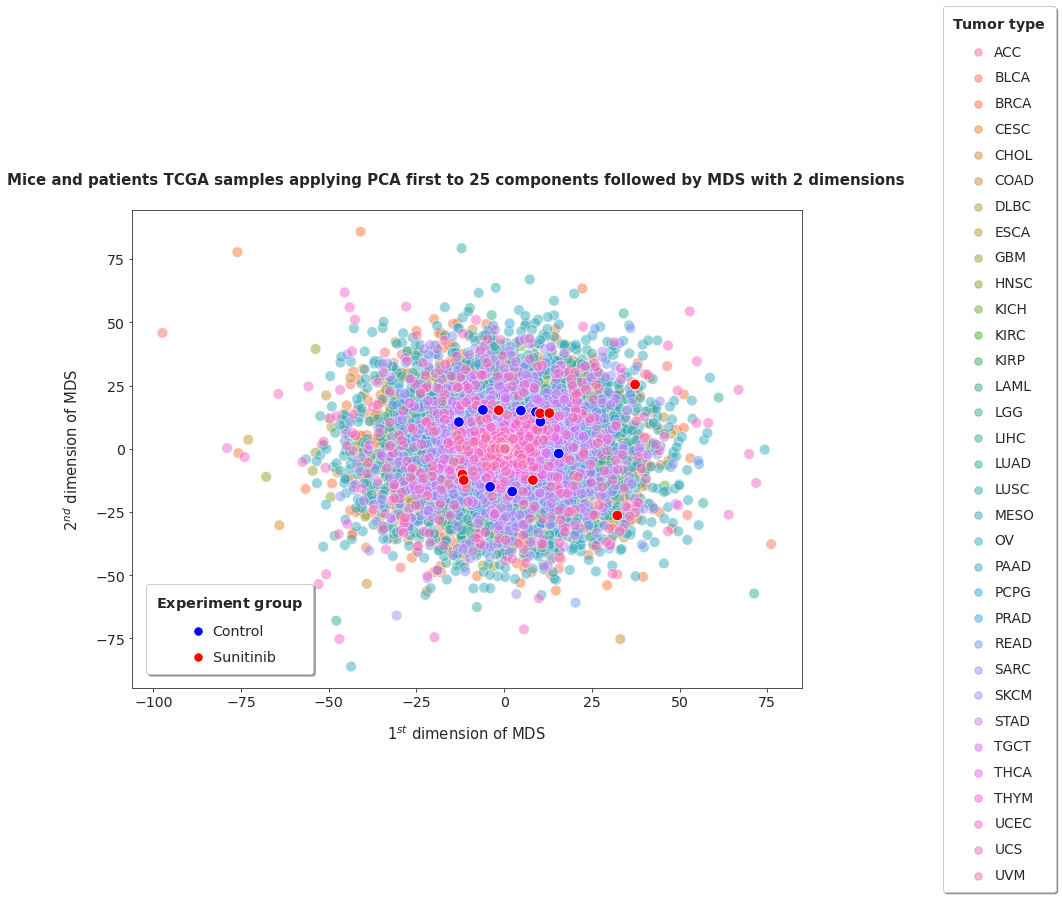 Mice and patients TCGA samples applying PCA first to 25 components followed by MDS with 2 dimensions
75
50
25
0
−25
−50
−75
2nd dimension of MDS
−100
−75
−50
−25
0
25
50
75
1st dimension of MDS
Experiment group
Control
Sunitinib
Tumor type
ACC
BLCA
BRCA
CESC
CHOL
COAD
DLBC
ESCA
GBM
HNSC
KICH
KIRC
KIRP
LAML
LGG
LIHC
LUAD
LUSC
MESO
OV
PAAD
PCPG
PRAD
READ
SARC
SKCM
STAD
TGCT
THCA
THYM
UCEC
UCS
UVM